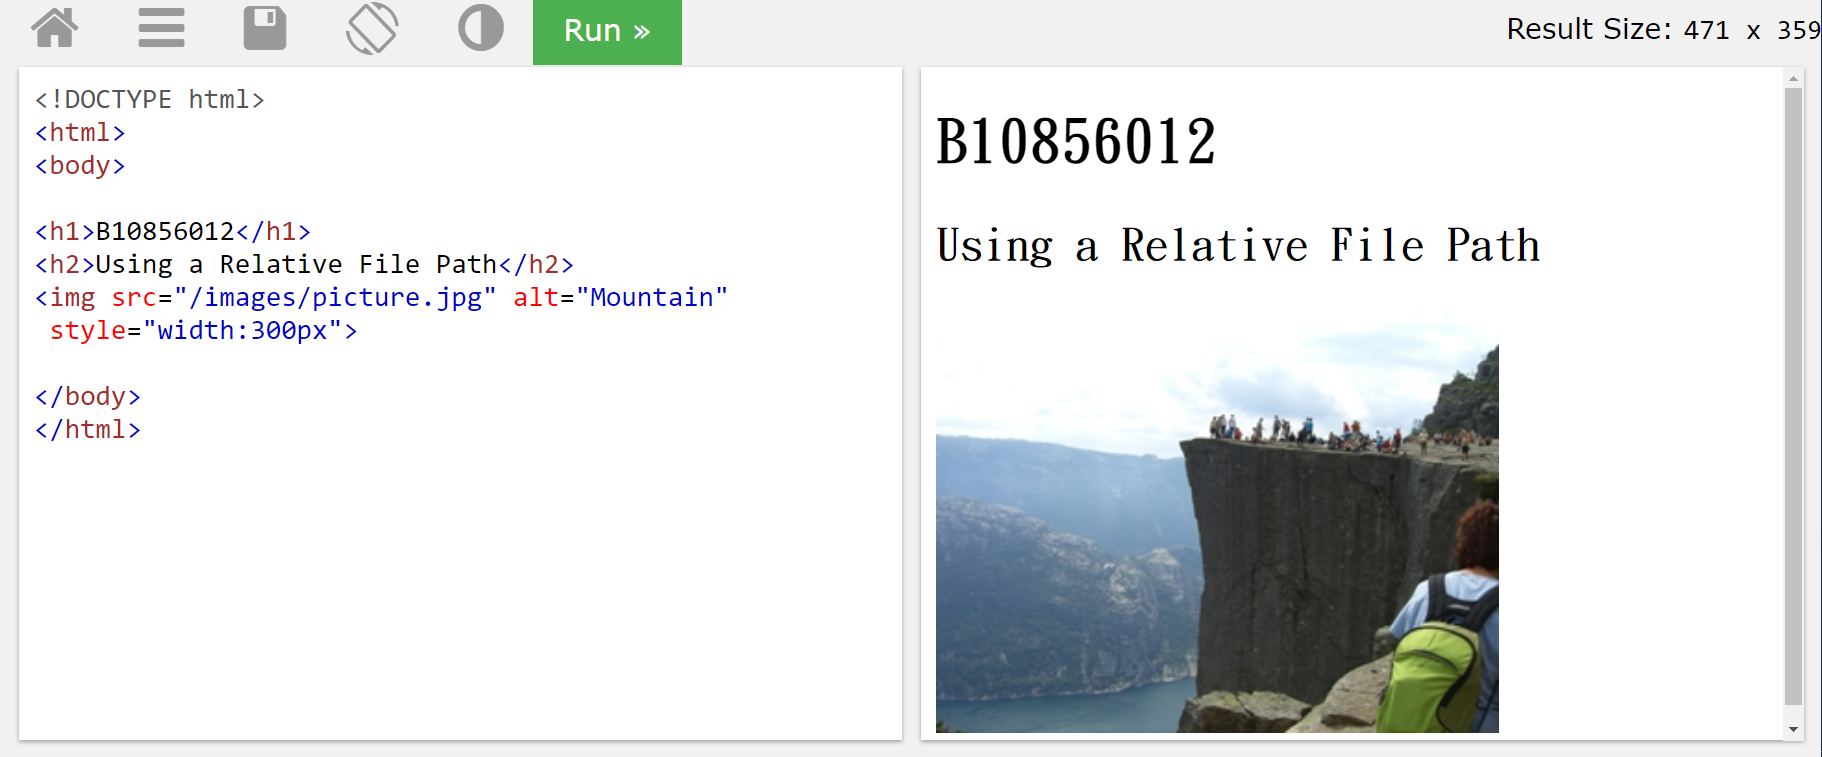 Run »
Result Size: 471 x 359
<!DOCTYPE html>
<html>
<body>
<h1>B10856012</h1>
<h2>Using a Relative File Path</h2>
<img src="/images/picture.jpg" alt="Mountain"
style="width:300px">
</body>
</html>
B10856012
Using a Relative File Path